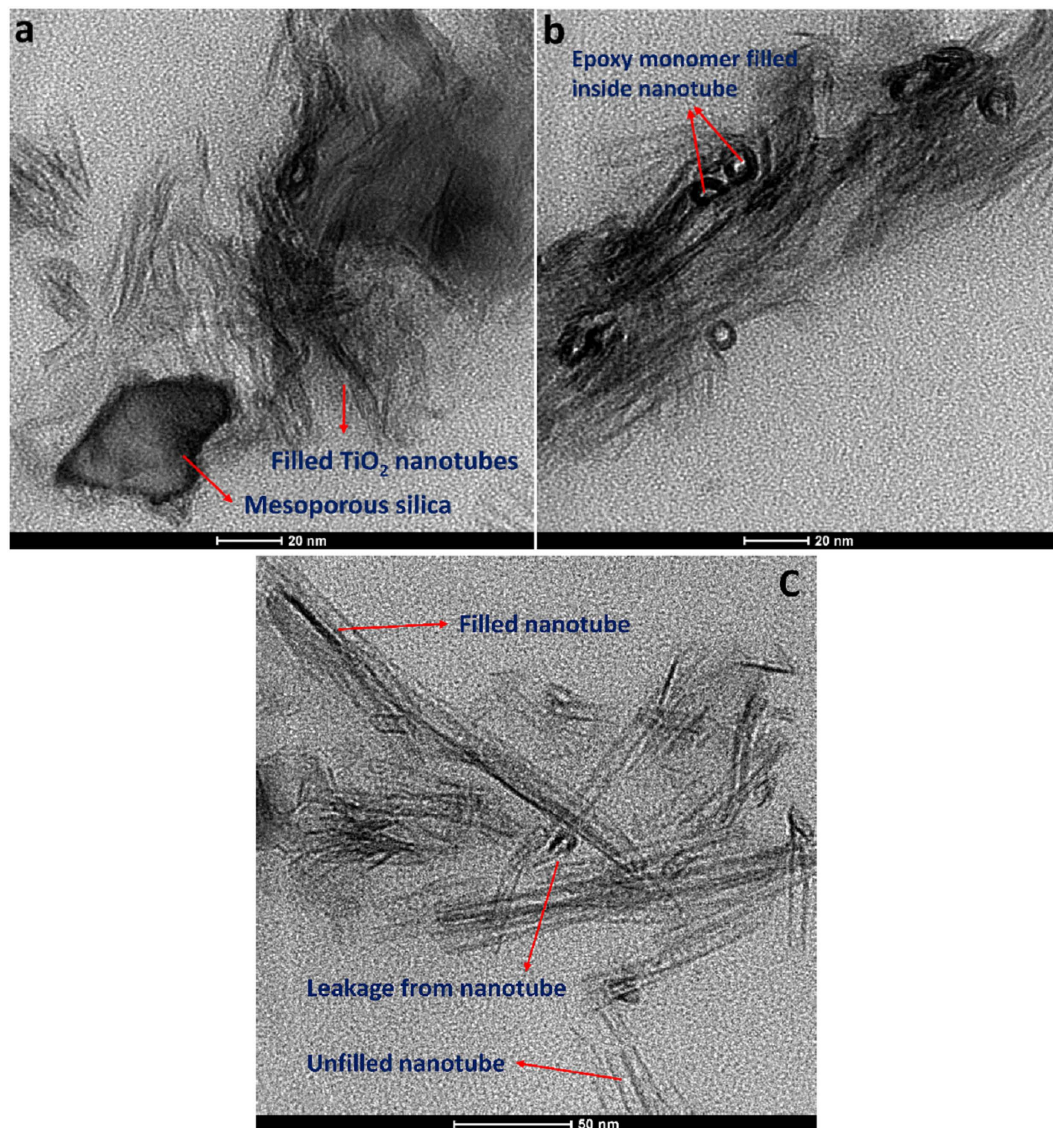 a
Filled TiO₂ nanotubes
Mesoporous silica
20 nm
b
Epoxy monomer filled
inside nanotube
20 nm
C
Filled nanotube
Leakage from nanotube
Unfilled nanotube
50 nm